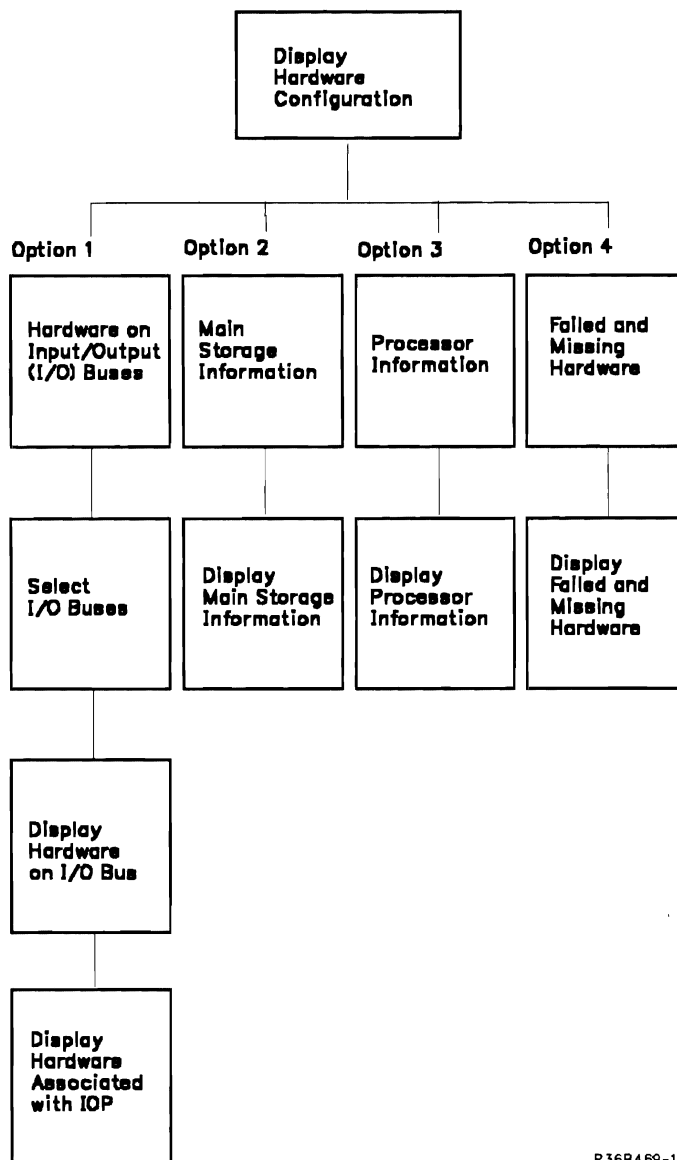 Display
Hardware
Configuration
Option 1
Option 2
Option 3
Option 4
Hardware on
Input/Output
(I/O) Buses
Main
Storage
Information
Processor
Information
Failed and
Missing
Hardware
Select
I/O Buses
Display
Main Storage
Information
Display
Processor
Information
Display
Failed and
Missing
Hardware
Display
Hardware
on I/O Bus
Display
Hardware
Associated
with IOP
R36B469-1